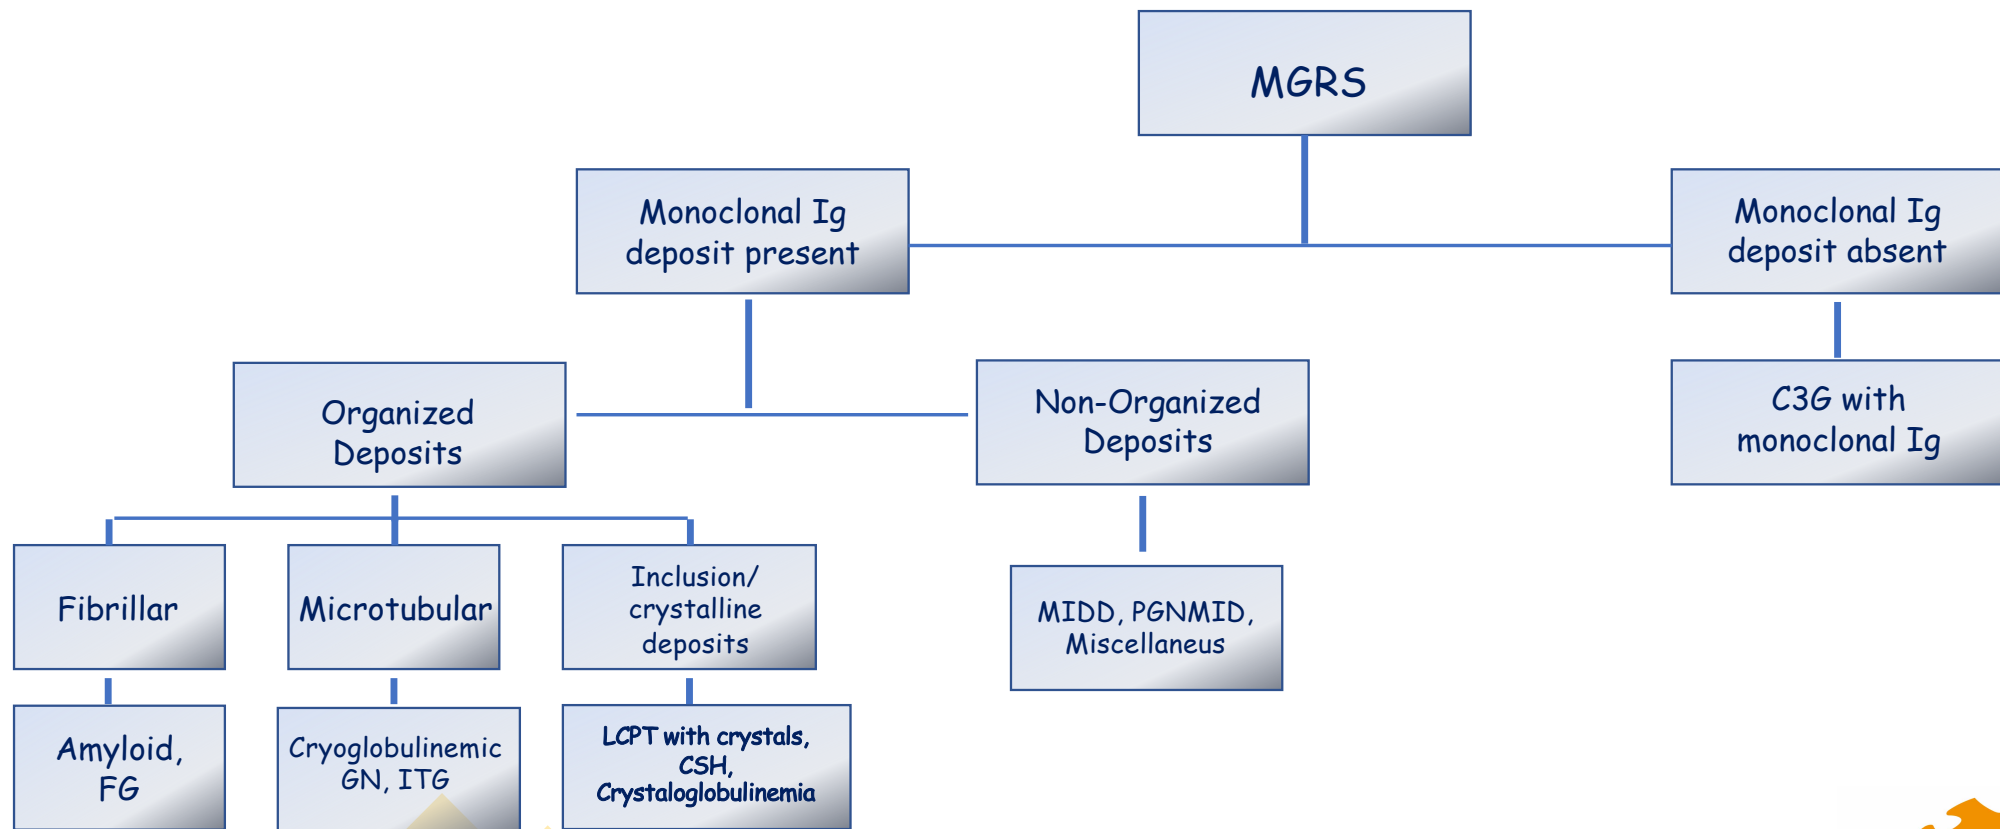 MGRS
Monoclonal Ig
deposit present
Monoclonal Ig
deposit absent
Organized
Deposits
Non-Organized
Deposits
C3G with
monoclonal Ig
Fibrillar
Microtubular
Inclusion/
crystalline
deposits
MIDD, PGNMID,
Miscellaneus
Amyloid,
FG
Cryoglobulinemic
GN, ITG
LCPT with crystals,
CSH,
Crystaloglobulinemia